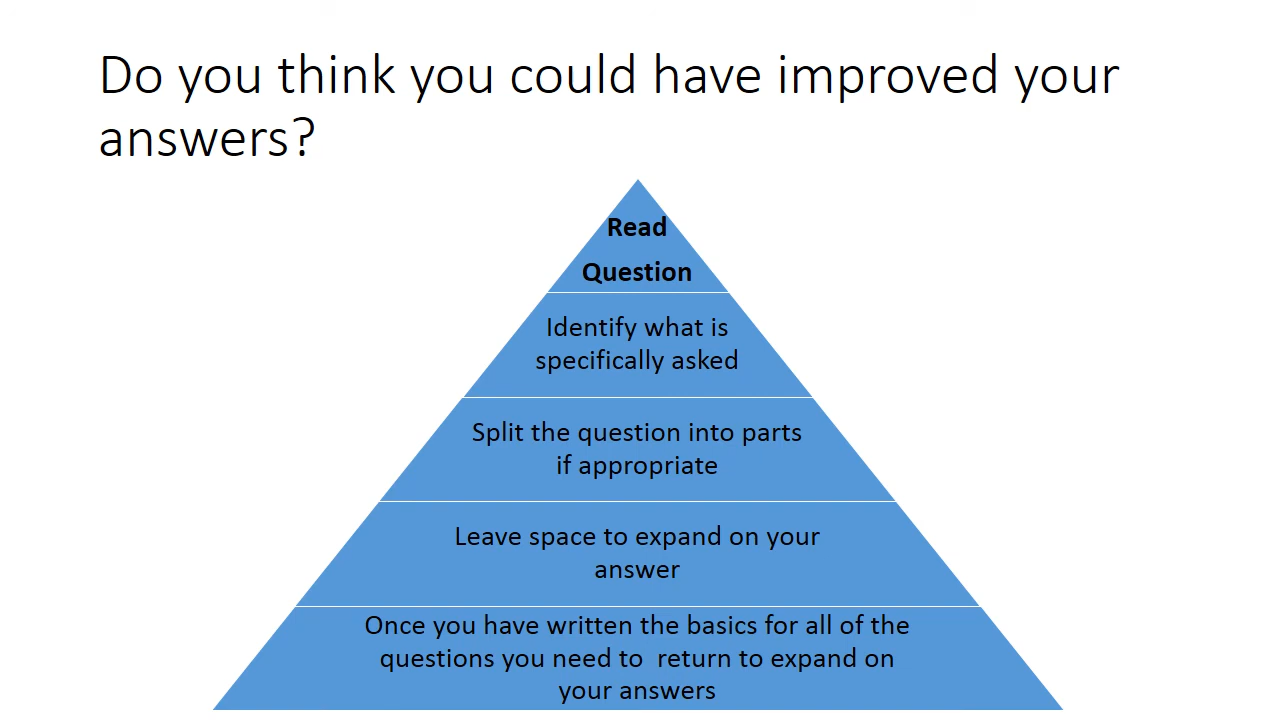 Do you think you could have improved your
answers?
Read
Question
Identify what is
specifically asked
Split the question into parts
if appropriate
Leave space to expand on your
answer
Once you have written the basics for all of the
questions you need to  return to expand on
your answers